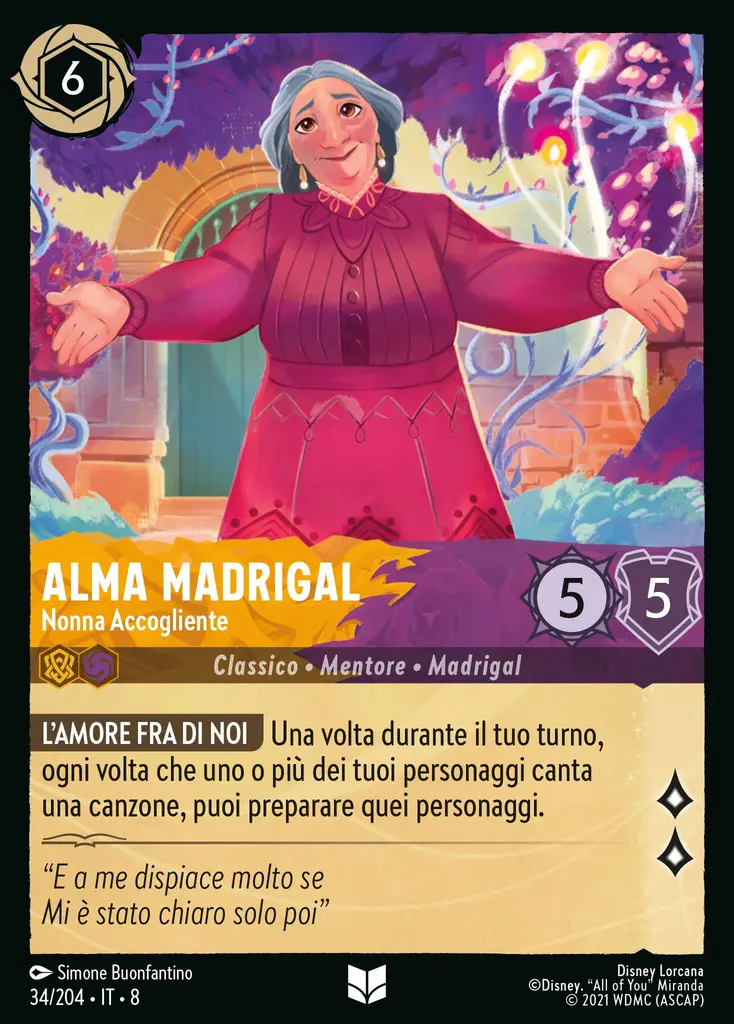 6
ALMA MADRIGAL
Nonna Accogliente
5
5
Classico • Mentore • Madrigal
L'AMORE FRA DI NOI Una volta durante il tuo turno,
ogni volta che uno o più dei tuoi personaggi canta
una canzone, puoi preparare quei personaggi.
“E a me dispiace molto se
Mi è stato chiaro solo poi”
Simone Buonfantino
34/204 • IT • 8
Disney Lorcana
©Disney. “All of You” Miranda
© 2021 WDMC (ASCAP)